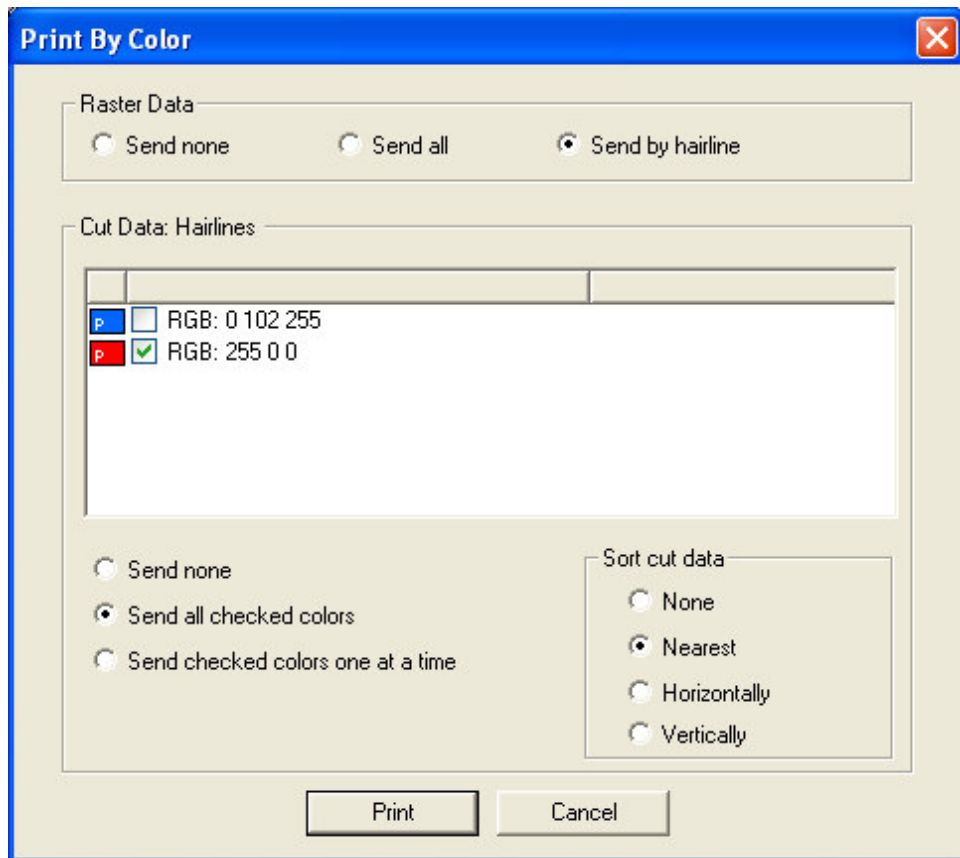 Print By Color
Raster Data
Send none Send all Send by hairline
Cut Data: Hairlines
P RGB: 0 102 255
P RGB: 255 0 0
Send none
Send all checked colors
Send checked colors one at a time
Sort cut data
None
Nearest
Horizontally
Vertically
Print Cancel